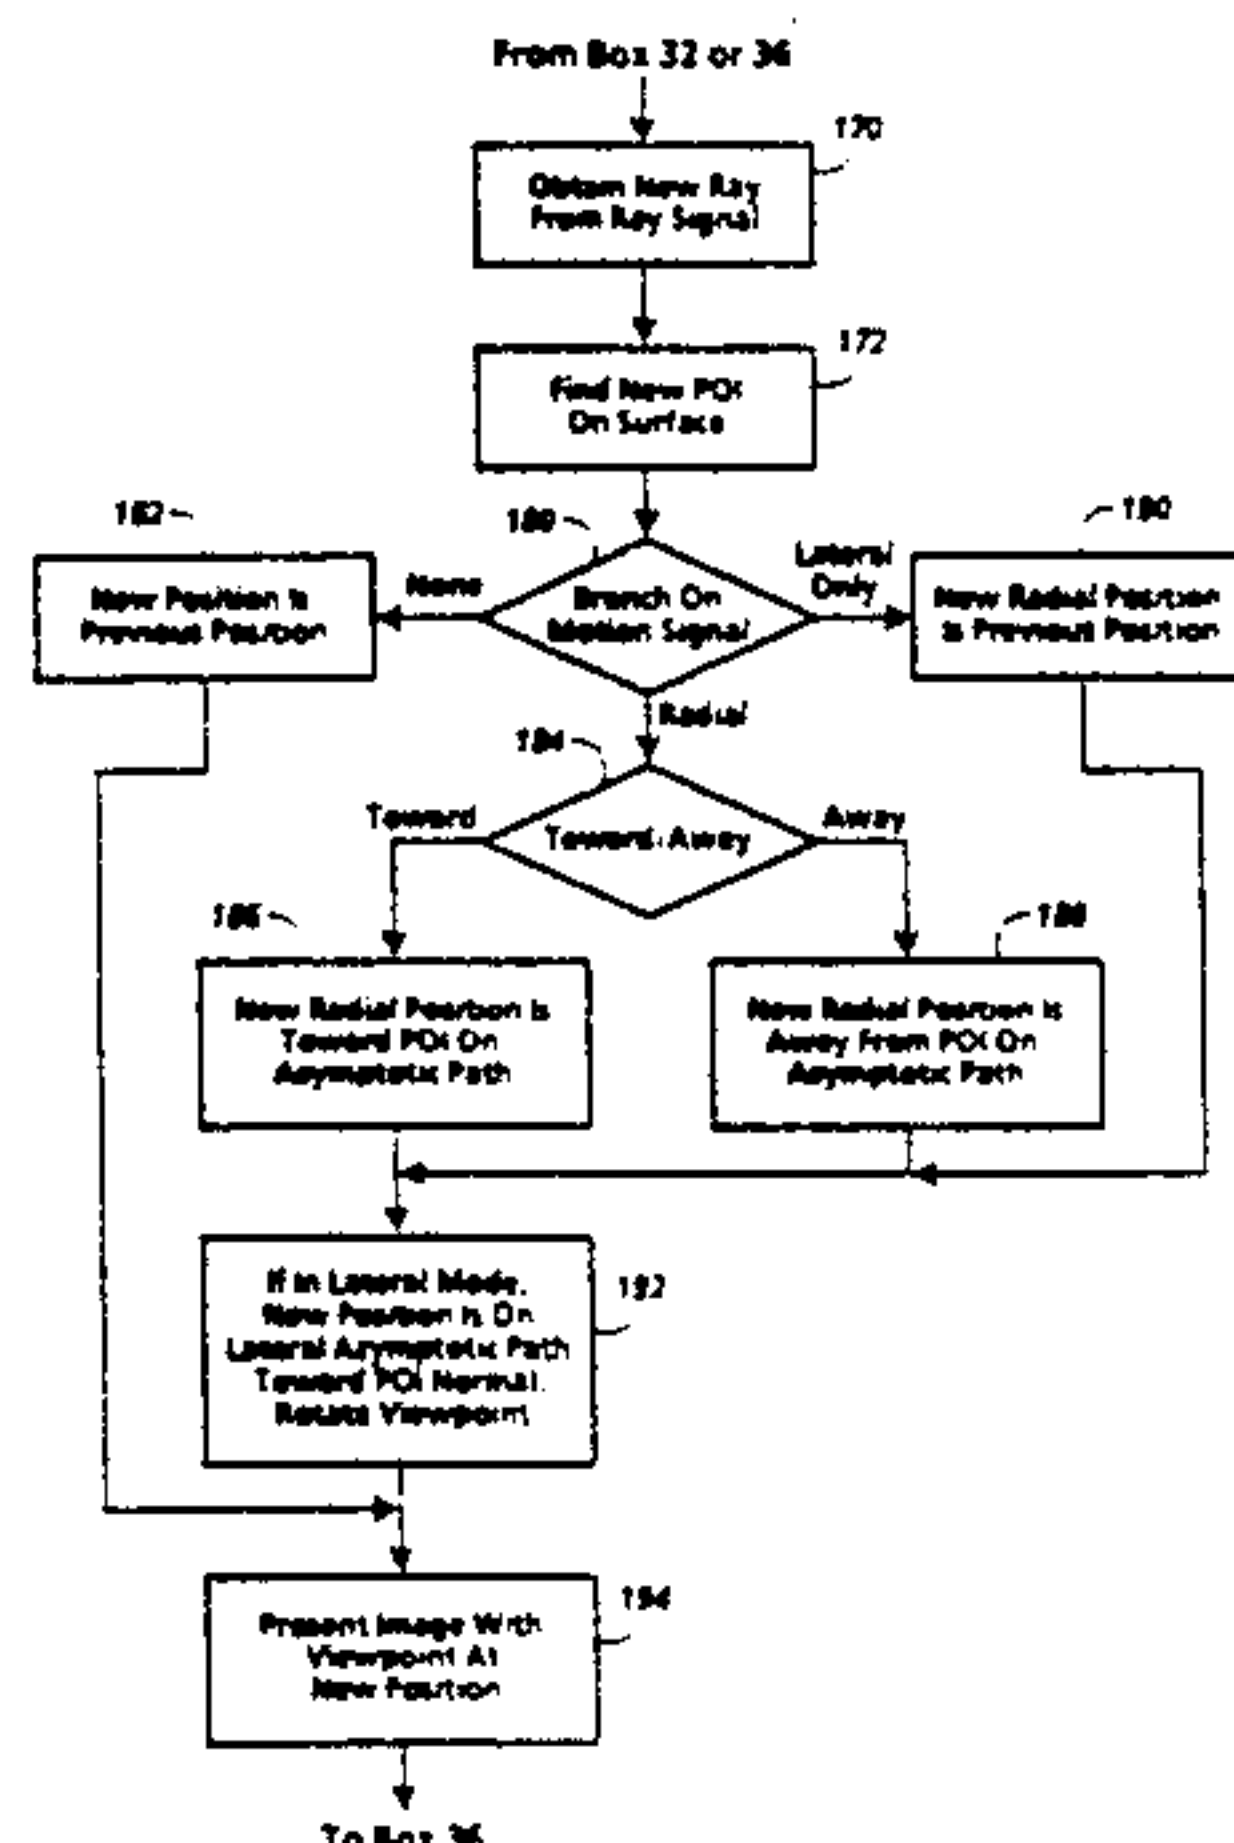 From Box 32 or 36
170
Obtain New Ray
From Ray Signal
172
Find New POI
On Surface
182
180
190
None
Lateral
Only
New Position Is
Previous Position
Branch On
Motion Signal
New Radial Position
Is Previous Position
Radial
184
Toward
Toward/Away
Away
186
188
New Radial Position Is
Toward POI On
Asymptotic Path
New Radial Position Is
Away From POI On
Asymptotic Path
192
If In Lateral Mode,
New Position Is On
Lateral Asymptotic Path
Toward POI Normal.
Rotate Viewpoint
194
Present Image With
Viewpoint At
New Position
To Box 36